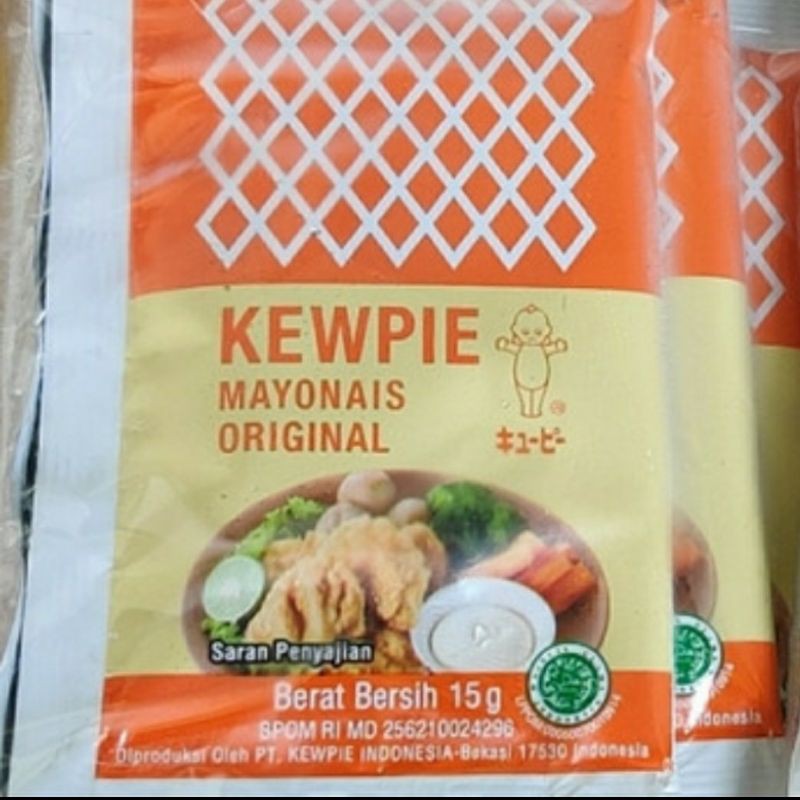 KEWPIE
MAYONAIS
ORIGINAL
キューピー
Saran Penyajian
Berat Bersih 15g
BPOM RI MD 256210024296
Diproduksi Oleh PT. KEWPIE INDONESIA-Bekasi 17530 Indonesia